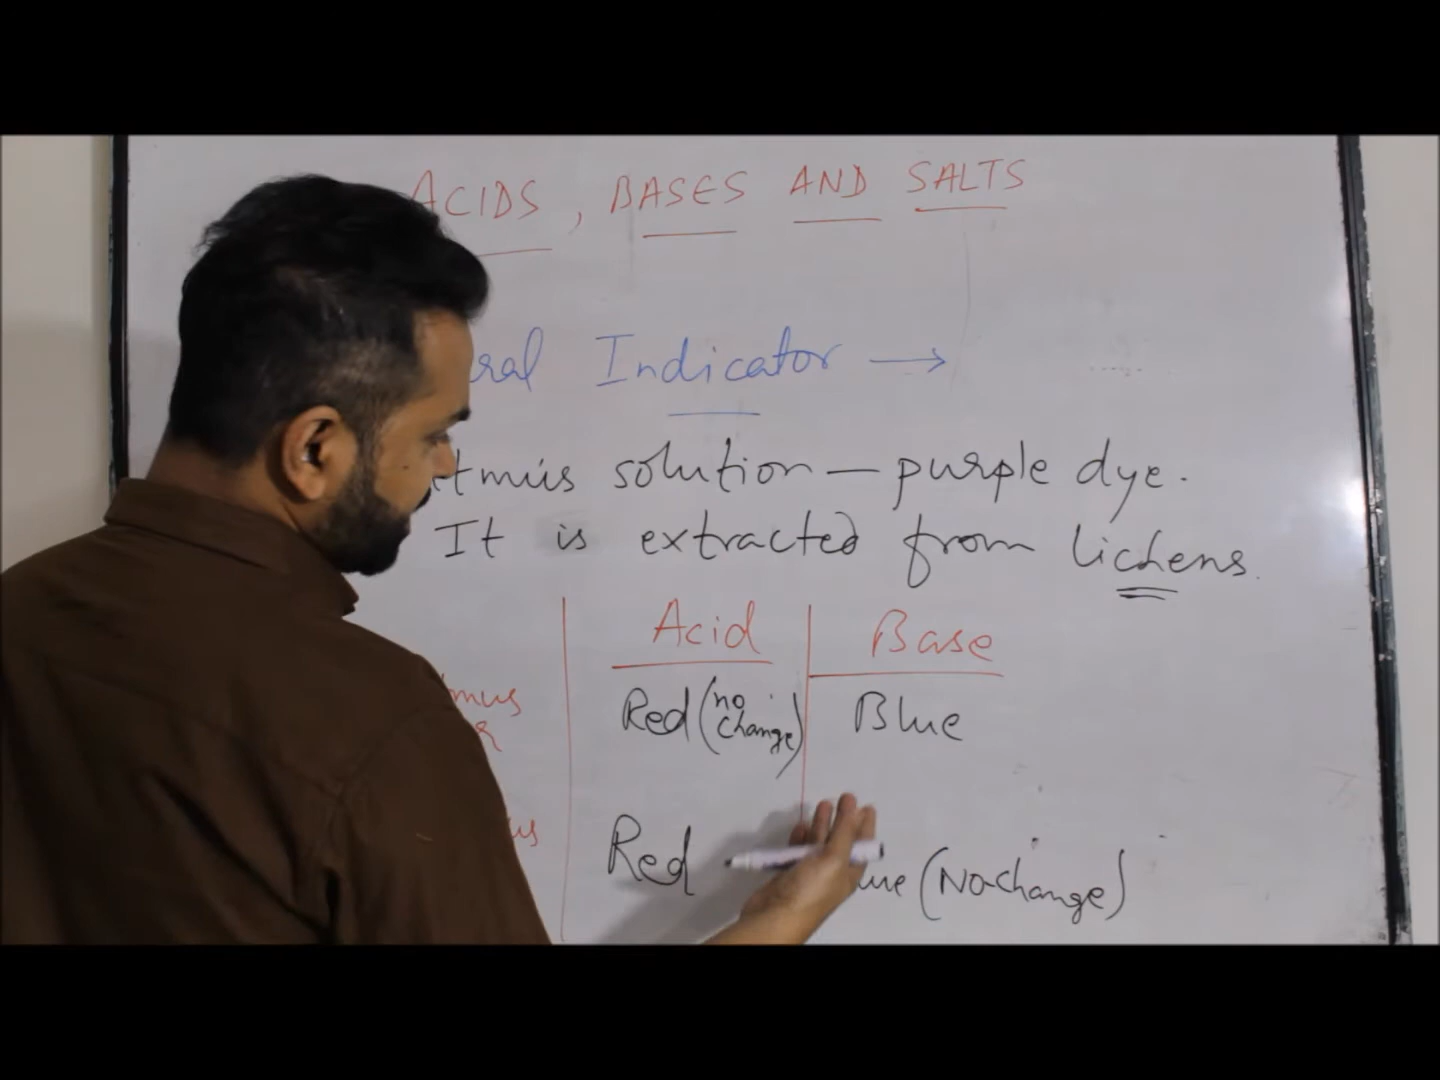 ACIDS, BASES AND SALTS
Indicator →
solution — purple dye.
It is extracted from lichens.
Acid Base
Red (no change) Blue
Red (No change)